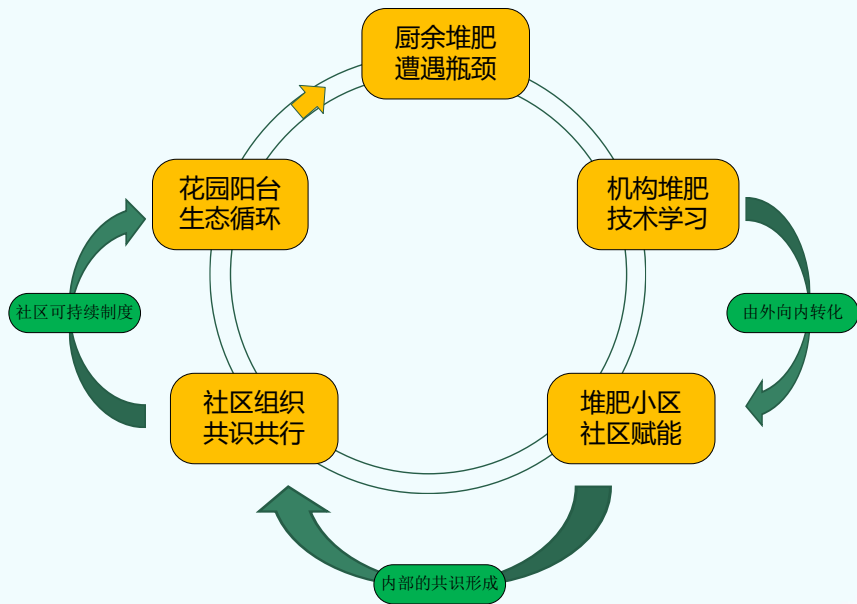 厨余堆肥
遭遇瓶颈
花园阳台
生态循环
机构堆肥
技术学习
社区可持续制度
由外向内转化
社区组织
共识共行
堆肥小区
社区赋能
内部的共识形成